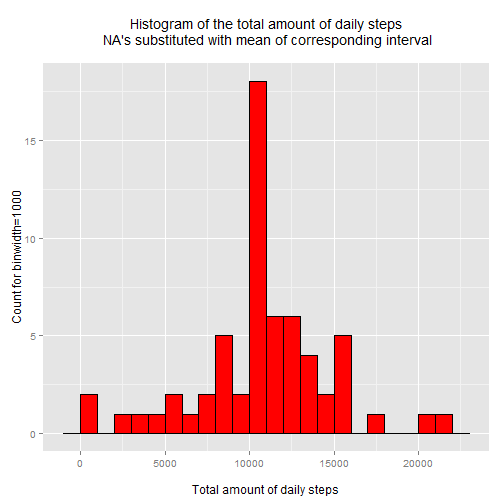 Histogram of the total amount of daily steps
NA's substituted with mean of corresponding interval
Count for binwidth=1000
15
10
5
0
0 5000 10000 15000 20000
Total amount of daily steps